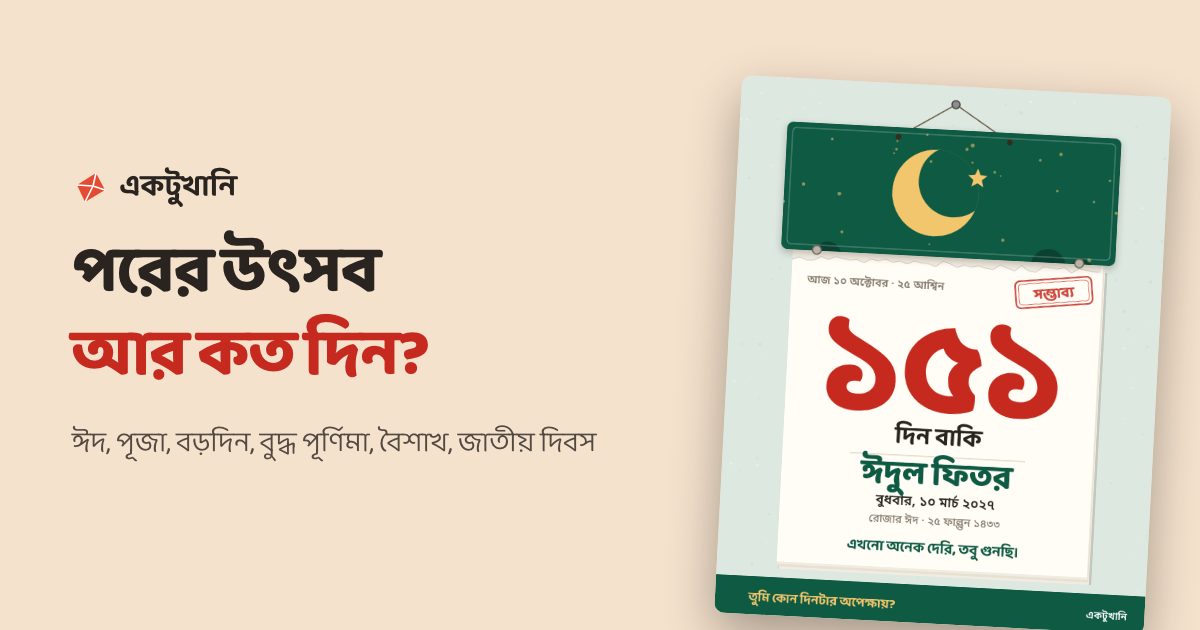 একটুখানি
পরের উৎসব
আর কত দিন?
ঈদ, পূজা, বড়দিন, বুদ্ধ পূর্ণিমা, বৈশাখ, জাতীয় দিবস
আজ ১০ অক্টোবর · ২৫ আশ্বিন
সম্ভাব্য
১৫১
দিন বাকি
ঈদুল ফিতর
বুধবার, ১০ মার্চ ২০২৭
রোজার ঈদ · ২৫ ফাল্গুন ১৪৩৩
এখনো অনেক দেরি, তবু গুনছি।
তুমি কোন দিনটার অপেক্ষায়?
একটুখানি